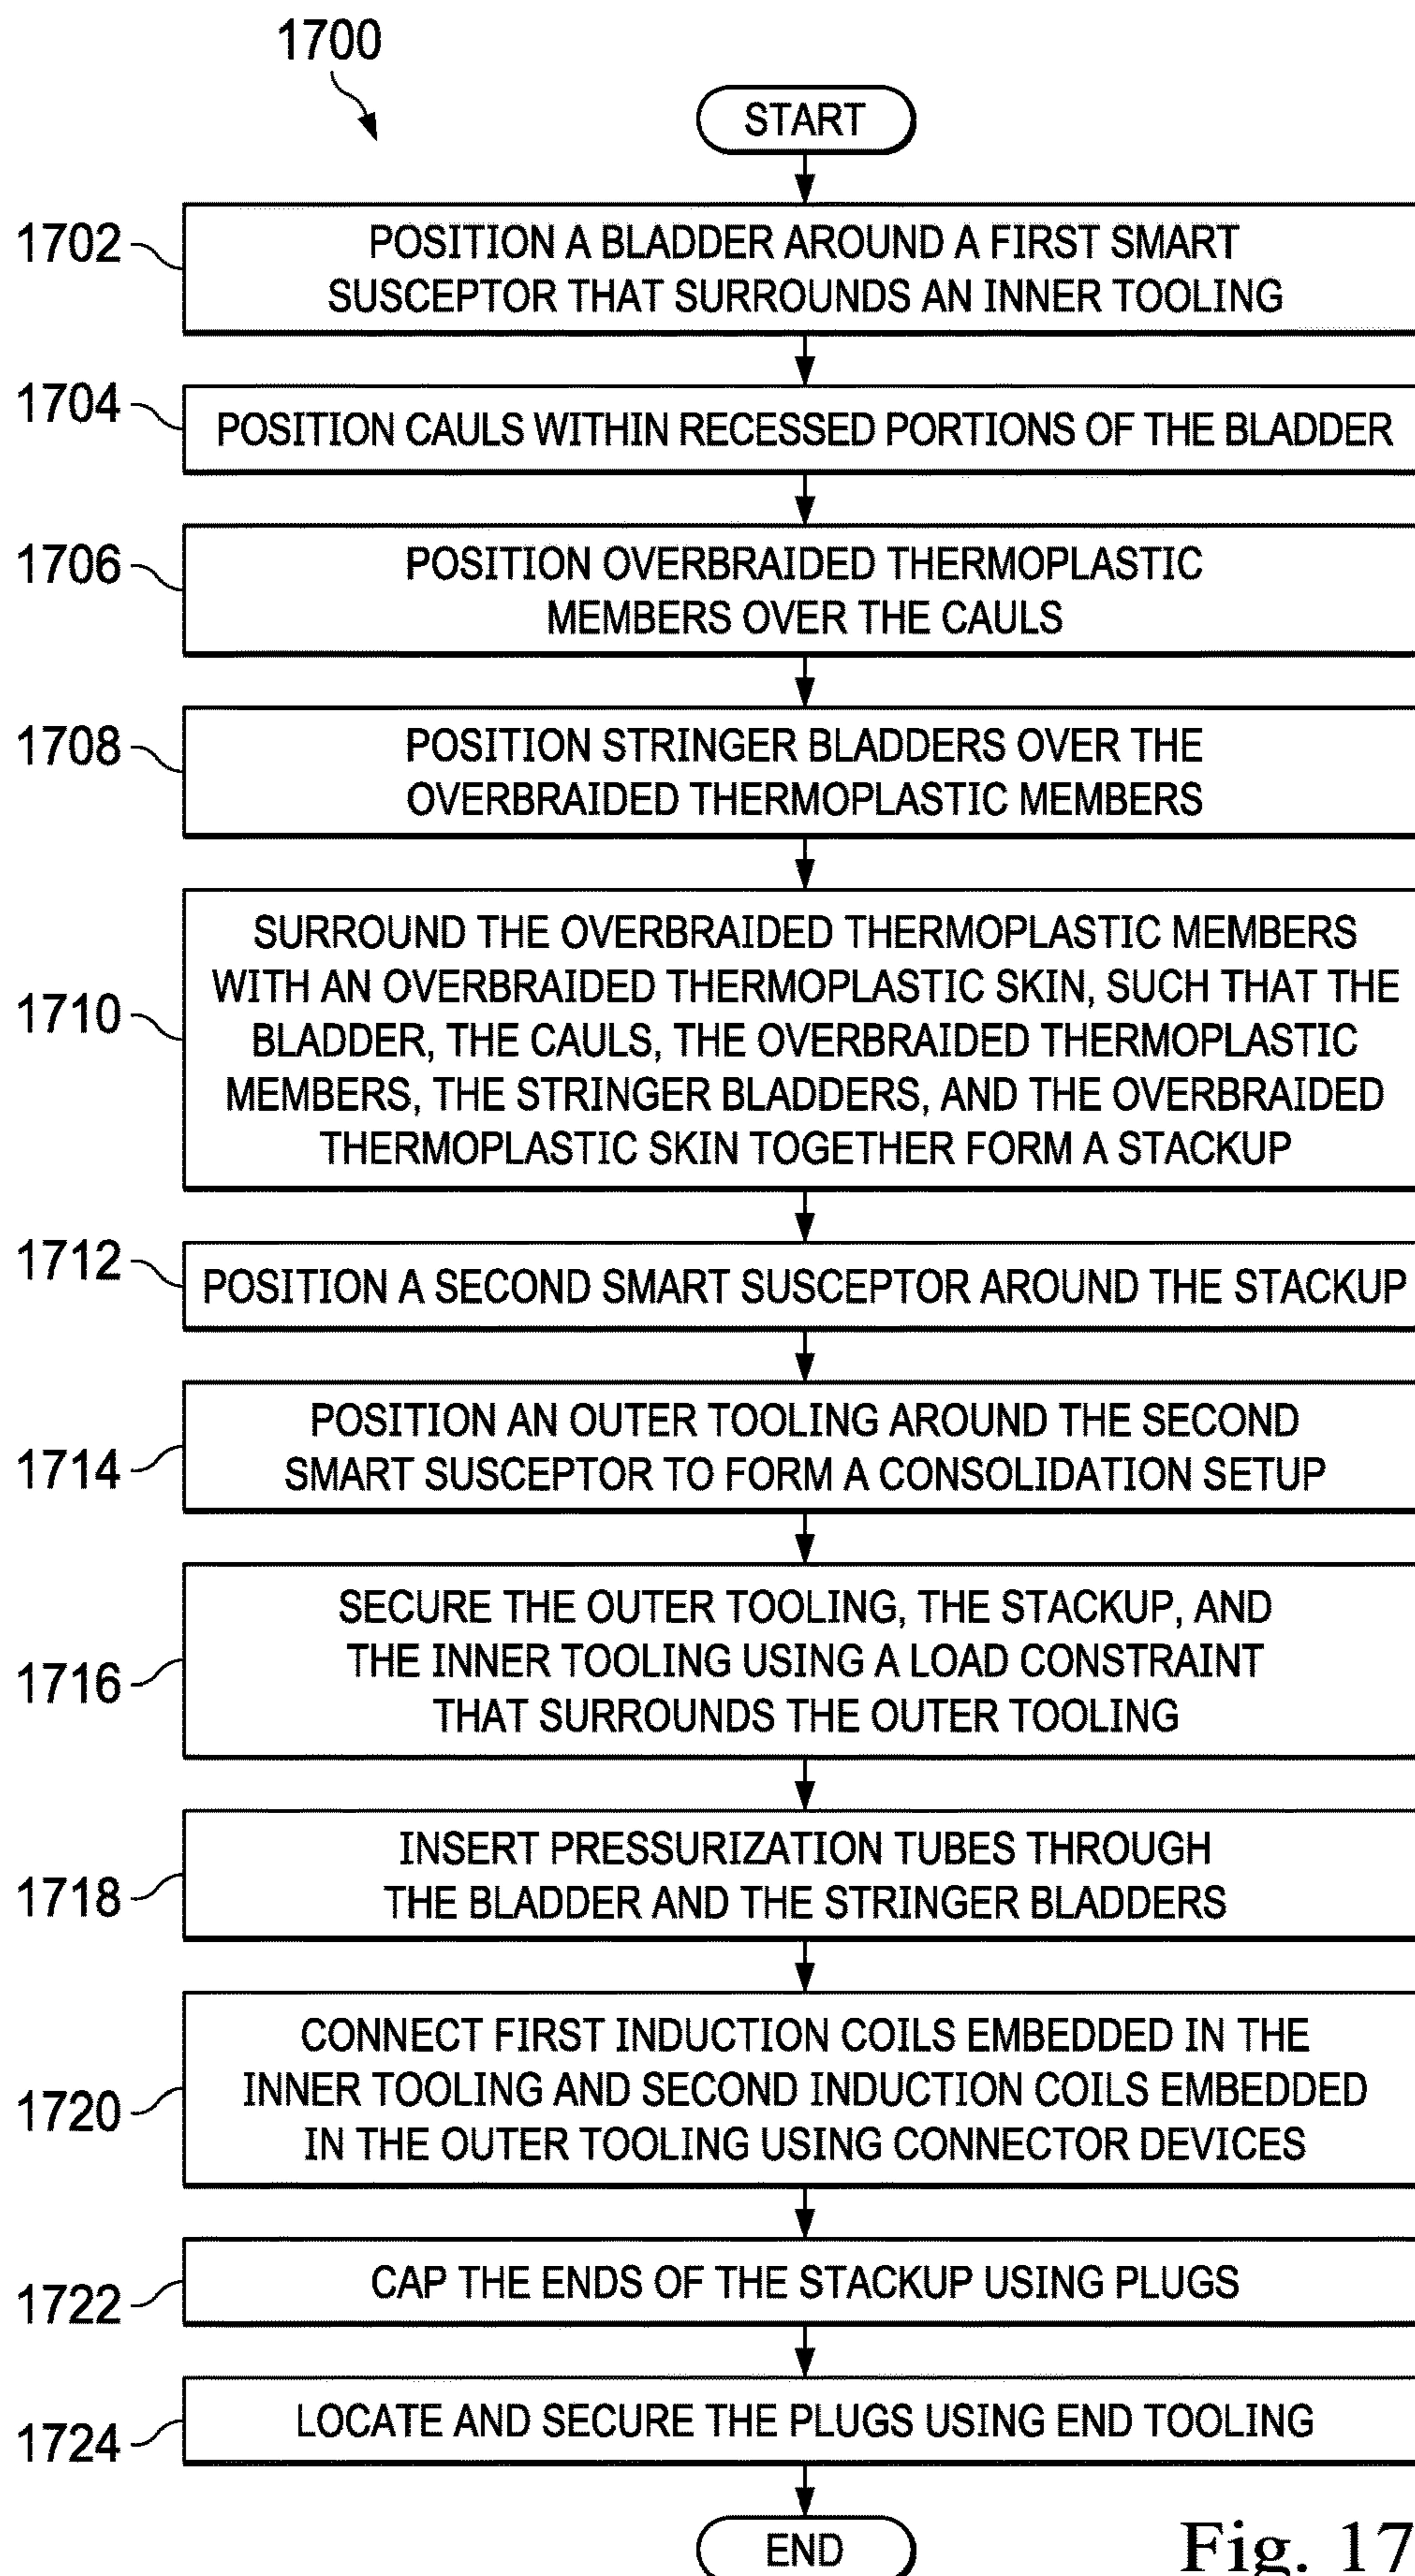 1700
START
1702
POSITION A BLADDER AROUND A FIRST SMART
SUSCEPTOR THAT SURROUNDS AN INNER TOOLING
1704
POSITION CAULS WITHIN RECESSED PORTIONS OF THE BLADDER
1706
POSITION OVERBRAIDED THERMOPLASTIC
MEMBERS OVER THE CAULS
1708
POSITION STRINGER BLADDERS OVER THE
OVERBRAIDED THERMOPLASTIC MEMBERS
1710
SURROUND THE OVERBRAIDED THERMOPLASTIC MEMBERS
WITH AN OVERBRAIDED THERMOPLASTIC SKIN, SUCH THAT THE
BLADDER, THE CAULS, THE OVERBRAIDED THERMOPLASTIC
MEMBERS, THE STRINGER BLADDERS, AND THE OVERBRAIDED
THERMOPLASTIC SKIN TOGETHER FORM A STACKUP
1712
POSITION A SECOND SMART SUSCEPTOR AROUND THE STACKUP
1714
POSITION AN OUTER TOOLING AROUND THE SECOND
SMART SUSCEPTOR TO FORM A CONSOLIDATION SETUP
1716
SECURE THE OUTER TOOLING, THE STACKUP, AND
THE INNER TOOLING USING A LOAD CONSTRAINT
THAT SURROUNDS THE OUTER TOOLING
1718
INSERT PRESSURIZATION TUBES THROUGH
THE BLADDER AND THE STRINGER BLADDERS
1720
CONNECT FIRST INDUCTION COILS EMBEDDED IN THE
INNER TOOLING AND SECOND INDUCTION COILS EMBEDDED
IN THE OUTER TOOLING USING CONNECTOR DEVICES
1722
CAP THE ENDS OF THE STACKUP USING PLUGS
1724
LOCATE AND SECURE THE PLUGS USING END TOOLING
END
Fig. 17